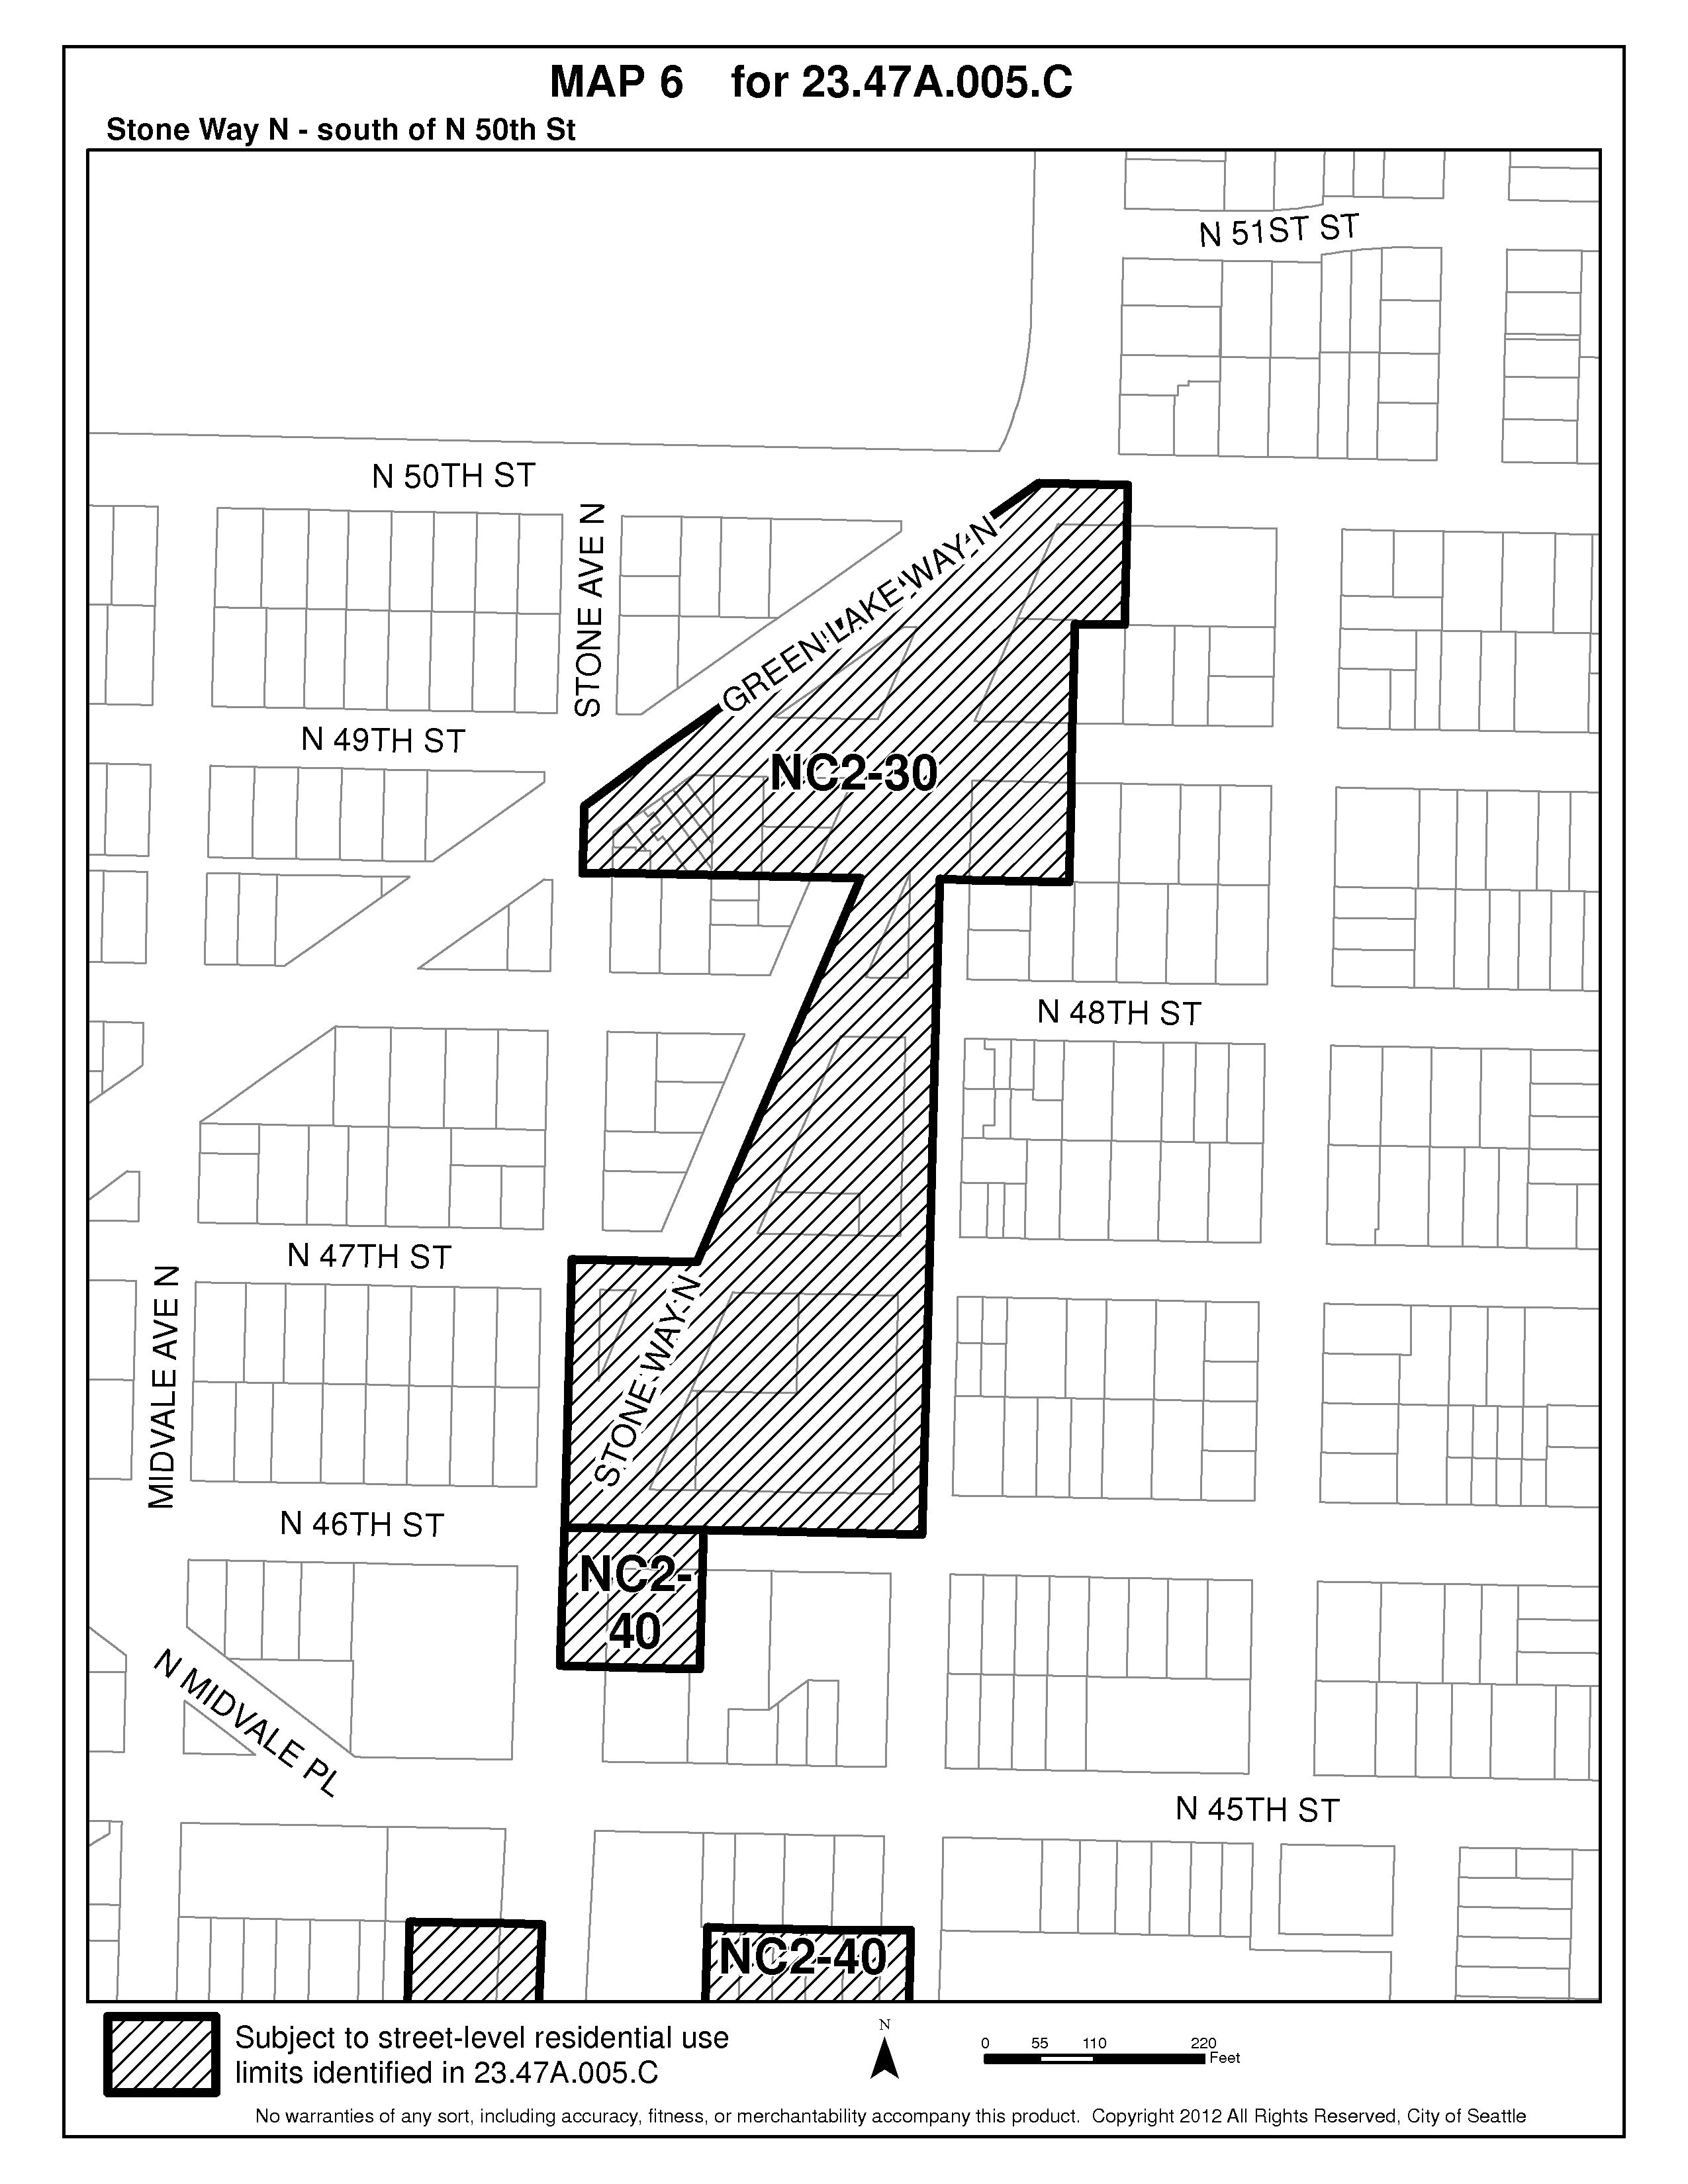 MAP 6 for 23.47A.005.C
Stone Way N - south of N 50th St
N 51ST ST
N 50TH ST
STONE AVE N
GREEN LAKE WAY N
N 49TH ST
NC2-30
N 48TH ST
N 47TH ST
MIDVALE AVE N
STONE WAY N
N 46TH ST
NC2-
40
N MIDVALE PL
N 45TH ST
NC2-40
Subject to street-level residential use
limits identified in 23.47A.005.C
N
0 55 110 220
Feet
No warranties of any sort, including accuracy, fitness, or merchantability accompany this product. Copyright 2012 All Rights Reserved, City of Seattle